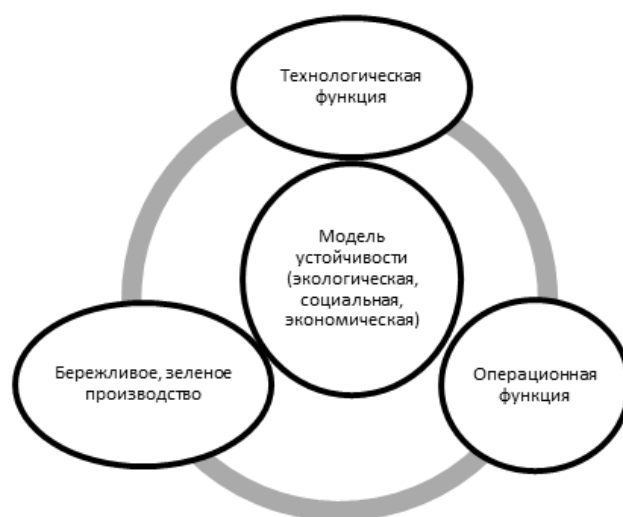 Технологическая
функция
Модель
устойчивости
(экологическая,
социальная,
экономическая)
Бережливое, зеленое
производство
Операционная
функция